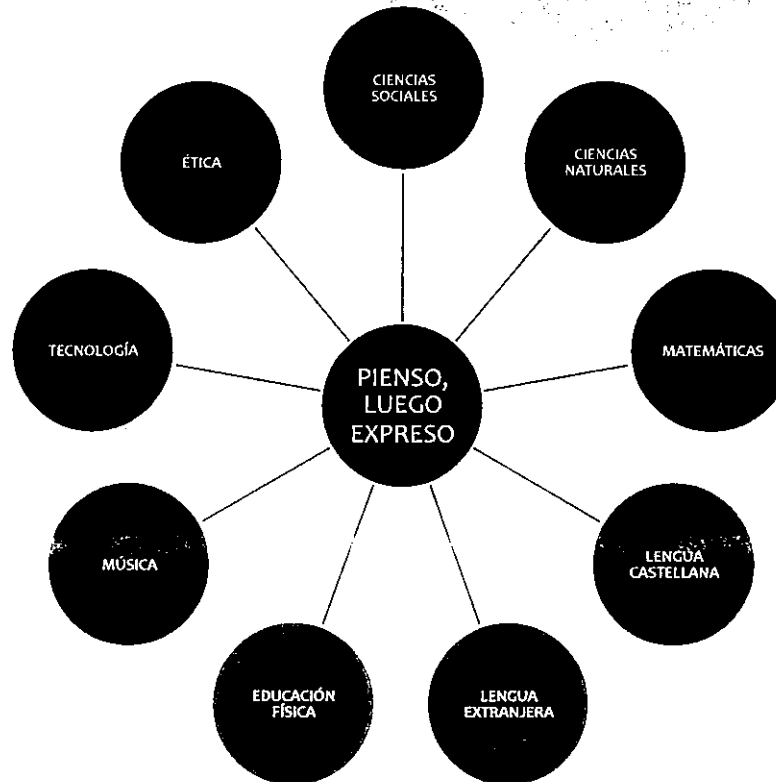 CIENCIAS
SOCIALES
CIENCIAS
NATURALES
MATEMÁTICAS
LENGUA
CASTELLANA
LENGUA
EXTRANJERA
EDUCACIÓN
FÍSICA
MÚSICA
TECNOLOGÍA
ÉTICA
PIENSO,
LUEGO
EXPRESO